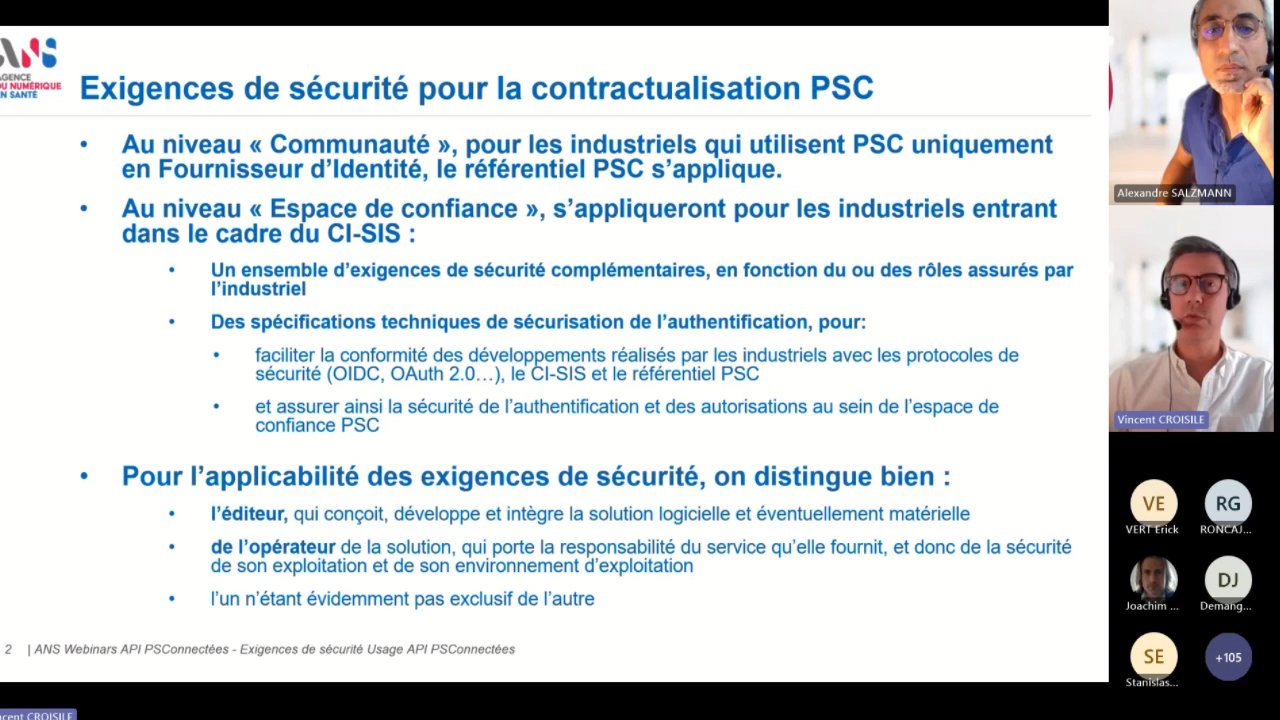 ANS
AGENCE
DU NUMÉRIQUE
EN SANTÉ
Exigences de sécurité pour la contractualisation PSC
• Au niveau « Communauté », pour les industriels qui utilisent PSC uniquement
en Fournisseur d’Identité, le référentiel PSC s’applique.
• Au niveau « Espace de confiance », s’appliqueront pour les industriels entrant
dans le cadre du CI-SIS :
• Un ensemble d’exigences de sécurité complémentaires, en fonction du ou des rôles assurés par
l’industriel
• Des spécifications techniques de sécurisation de l’authentification, pour:
• faciliter la conformité des développements réalisés par les industriels avec les protocoles de
sécurité (OIDC, OAuth 2.0…), le CI-SIS et le référentiel PSC
• et assurer ainsi la sécurité de l’authentification et des autorisations au sein de l’espace de
confiance PSC
• Pour l’applicabilité des exigences de sécurité, on distingue bien :
• l’éditeur, qui conçoit, développe et intègre la solution logicielle et éventuellement matérielle
• de l’opérateur de la solution, qui porte la responsabilité du service qu’elle fournit, et donc de la sécurité
de son exploitation et de son environnement d’exploitation
• l’un n’étant évidemment pas exclusif de l’autre
2 | ANS Webinars API PSConnectées - Exigences de sécurité Usage API PSConnectées
Alexandre SALZMANN
Vincent CROISILE
VE
RG
VERT Erick
RONCAJ...
DJ
Joachim ...
Demang...
SE
+105
Stanislas...
ncent CROISILE